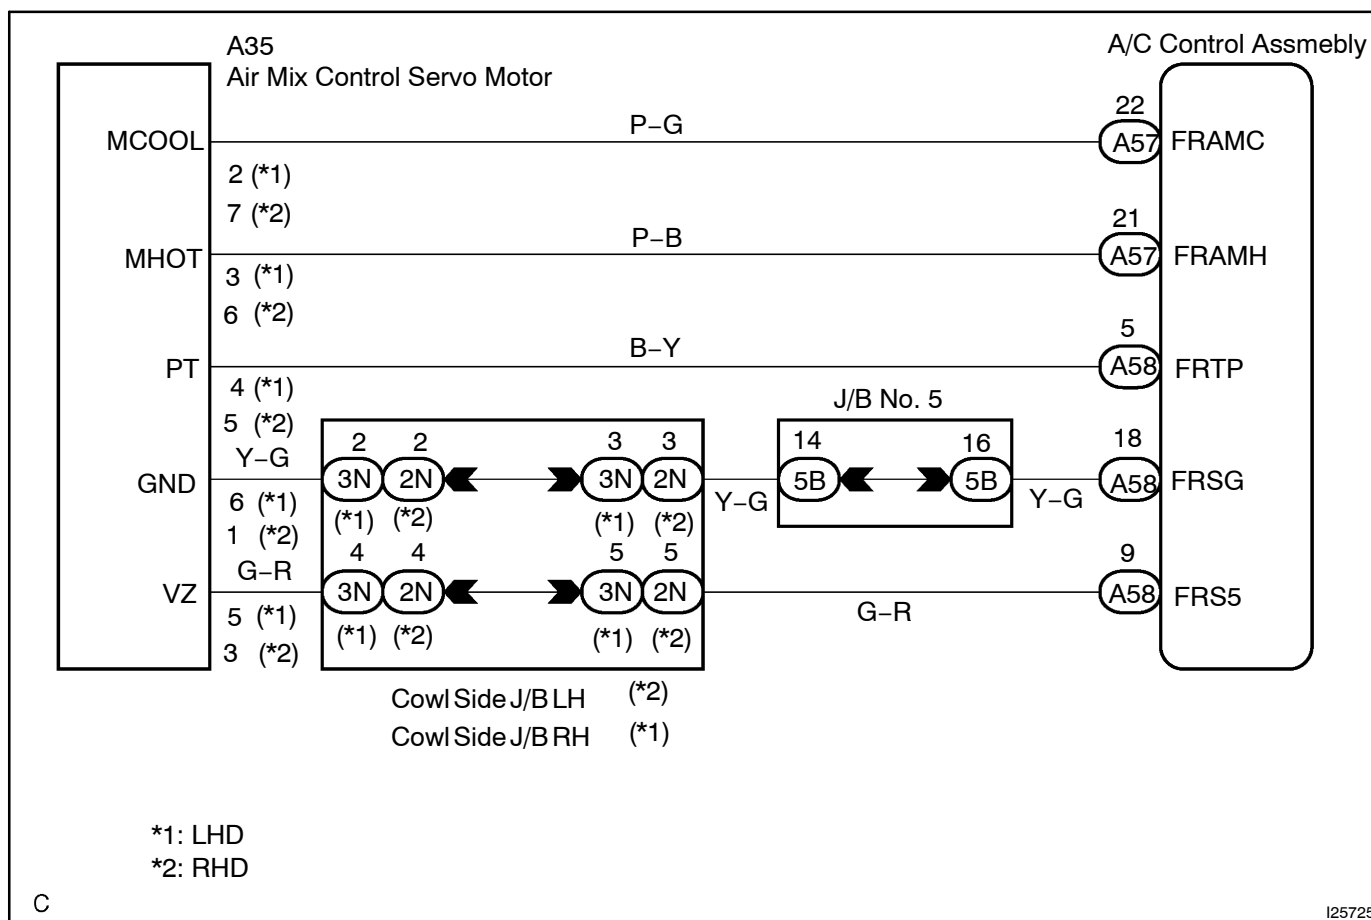 A35
Air Mix Control Servo Motor
A/C Control Assmebly
MCOOL
P−G
22
A57
FRAMC
2 (*1)
7 (*2)
MHOT
P−B
21
A57
FRAMH
3 (*1)
6 (*2)
PT
B−Y
5
A58
FRTP
4 (*1)
5 (*2)
J/B No. 5
GND
Y−G
2 2 3 3
3N 2N 3N 2N
(*1) (*2) (*1) (*2)
Y−G
14 16
5B 5B
Y−G
18
A58
FRSG
6 (*1)
1 (*2)
VZ
G−R
4 4 5 5
3N 2N 3N 2N
(*1) (*2) (*1) (*2)
G−R
9
A58
FRS5
5 (*1)
3 (*2)
Cowl Side J/B LH (*2)
Cowl Side J/B RH (*1)
*1: LHD
*2: RHD
C
I25725